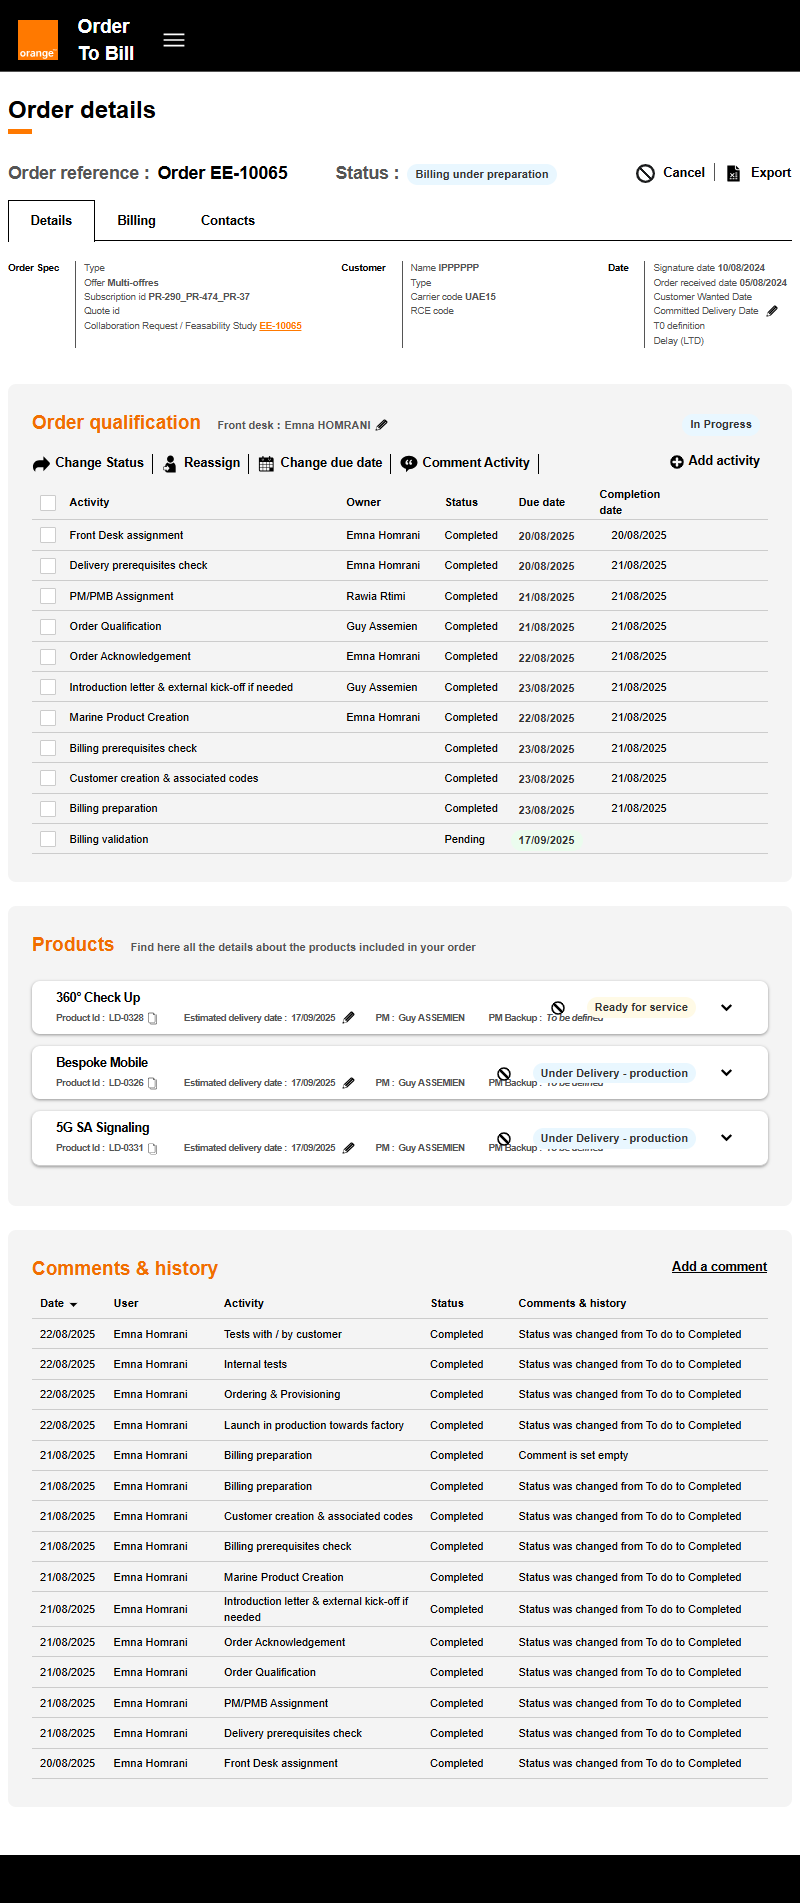 orange™
Order
To Bill
Order details
Order reference : Order EE-10065 Status : Billing under preparation Cancel Export
Details Billing Contacts
Order Spec
Type
Offer Multi-offres
Subscription id PR-290_PR-474_PR-37
Quote id
Collaboration Request / Feasability Study EE-10065
Customer
Name IPPPPPP
Type
Carrier code UAE15
RCE code
Date
Signature date 10/08/2024
Order received date 05/08/2024
Customer Wanted Date
Committed Delivery Date
T0 definition
Delay (LTD)
Order qualification Front desk : Emna HOMRANI In Progress
Change Status Reassign Change due date Comment Activity Add activity
Activity Owner Status Due date Completion date
Front Desk assignment Emna Homrani Completed 20/08/2025 20/08/2025
Delivery prerequisites check Emna Homrani Completed 20/08/2025 21/08/2025
PM/PMB Assignment Rawia Rtimi Completed 21/08/2025 21/08/2025
Order Qualification Guy Assemien Completed 21/08/2025 21/08/2025
Order Acknowledgement Emna Homrani Completed 22/08/2025 21/08/2025
Introduction letter & external kick-off if needed Guy Assemien Completed 23/08/2025 21/08/2025
Marine Product Creation Emna Homrani Completed 22/08/2025 21/08/2025
Billing prerequisites check Completed 23/08/2025 21/08/2025
Customer creation & associated codes Completed 23/08/2025 21/08/2025
Billing preparation Completed 23/08/2025 21/08/2025
Billing validation Pending 17/09/2025
Products Find here all the details about the products included in your order
360° Check Up
Product Id : LD-0328 Estimated delivery date : 17/09/2025 PM : Guy ASSEMIEN PM Backup : To be defined Ready for service
Bespoke Mobile
Product Id : LD-0326 Estimated delivery date : 17/09/2025 PM : Guy ASSEMIEN PM Backup : To be defined Under Delivery - production
5G SA Signaling
Product Id : LD-0331 Estimated delivery date : 17/09/2025 PM : Guy ASSEMIEN PM Backup : To be defined Under Delivery - production
Comments & history Add a comment
Date User Activity Status Comments & history
22/08/2025 Emna Homrani Tests with / by customer Completed Status was changed from To do to Completed
22/08/2025 Emna Homrani Internal tests Completed Status was changed from To do to Completed
22/08/2025 Emna Homrani Ordering & Provisioning Completed Status was changed from To do to Completed
22/08/2025 Emna Homrani Launch in production towards factory Completed Status was changed from To do to Completed
21/08/2025 Emna Homrani Billing preparation Completed Comment is set empty
21/08/2025 Emna Homrani Billing preparation Completed Status was changed from To do to Completed
21/08/2025 Emna Homrani Customer creation & associated codes Completed Status was changed from To do to Completed
21/08/2025 Emna Homrani Billing prerequisites check Completed Status was changed from To do to Completed
21/08/2025 Emna Homrani Marine Product Creation Completed Status was changed from To do to Completed
21/08/2025 Emna Homrani Introduction letter & external kick-off if needed Completed Status was changed from To do to Completed
21/08/2025 Emna Homrani Order Acknowledgement Completed Status was changed from To do to Completed
21/08/2025 Emna Homrani Order Qualification Completed Status was changed from To do to Completed
21/08/2025 Emna Homrani PM/PMB Assignment Completed Status was changed from To do to Completed
21/08/2025 Emna Homrani Delivery prerequisites check Completed Status was changed from To do to Completed
20/08/2025 Emna Homrani Front Desk assignment Completed Status was changed from To do to Completed